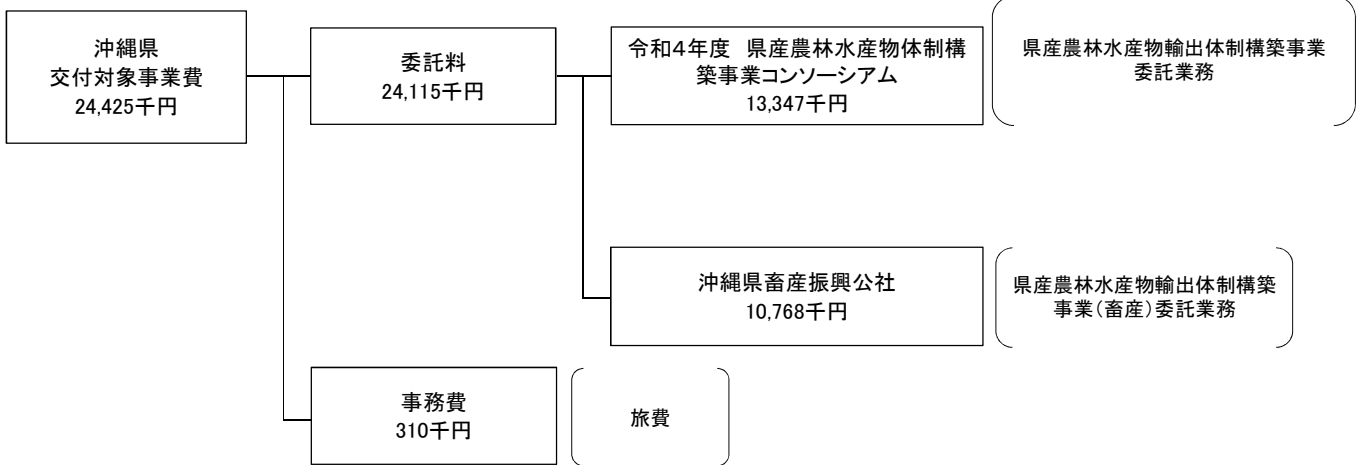 沖縄県
交付対象事業費
24,425千円
委託料
24,115千円
令和4年度 県産農林水産物体制構
築事業コンソーシアム
13,347千円
県産農林水産物輸出体制構築事業
委託業務
沖縄県畜産振興公社
10,768千円
県産農林水産物輸出体制構築
事業(畜産)委託業務
事務費
310千円
旅費